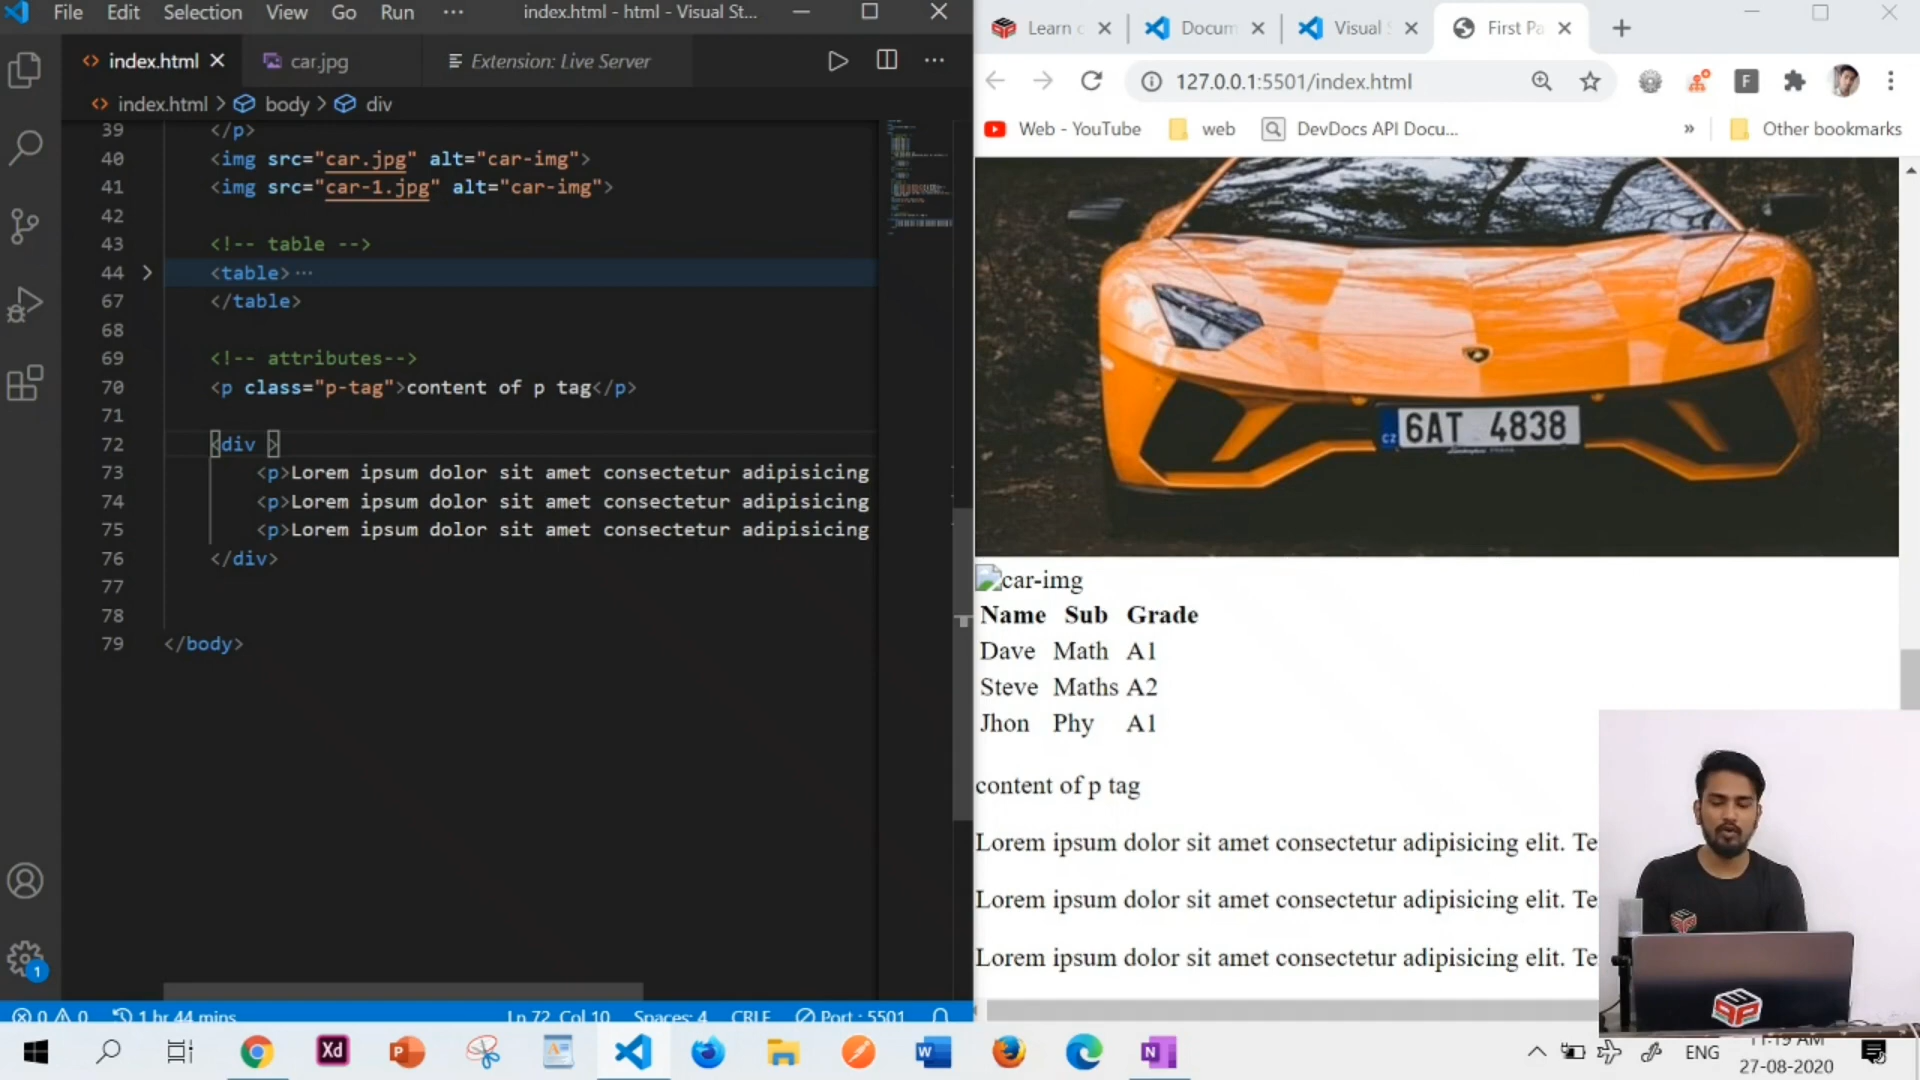 File Edit Selection View Go Run ··· index.html - html - Visual St...
index.html car.jpg Extension: Live Server
index.html > body > div
39 </p>
40 <img src="car.jpg" alt="car-img">
41 <img src="car-1.jpg" alt="car-img">
42
43 <!-- table -->
44 <table>···
67 </table>
68
69 <!-- attributes-->
70 <p class="p-tag">content of p tag</p>
71
72 <div >
73 <p>Lorem ipsum dolor sit amet consectetur adipisicing
74 <p>Lorem ipsum dolor sit amet consectetur adipisicing
75 <p>Lorem ipsum dolor sit amet consectetur adipisicing
76 </div>
77
78
79 </body>
1
0 0 1 hr 44 mins Ln 72, Col 10 Spaces: 4 CRLF Port : 5501
Learn Docum Visual First Pa
127.0.0.1:5501/index.html F
Web - YouTube web DevDocs API Docu... » Other bookmarks
CZ 6AT 4838
car-img
Name Sub Grade
Dave Math A1
Steve Maths A2
Jhon Phy A1
content of p tag
Lorem ipsum dolor sit amet consectetur adipisicing elit. Te
Lorem ipsum dolor sit amet consectetur adipisicing elit. Te
Lorem ipsum dolor sit amet consectetur adipisicing elit. Te
Xd P W N ENG 11:19 AM
27-08-2020